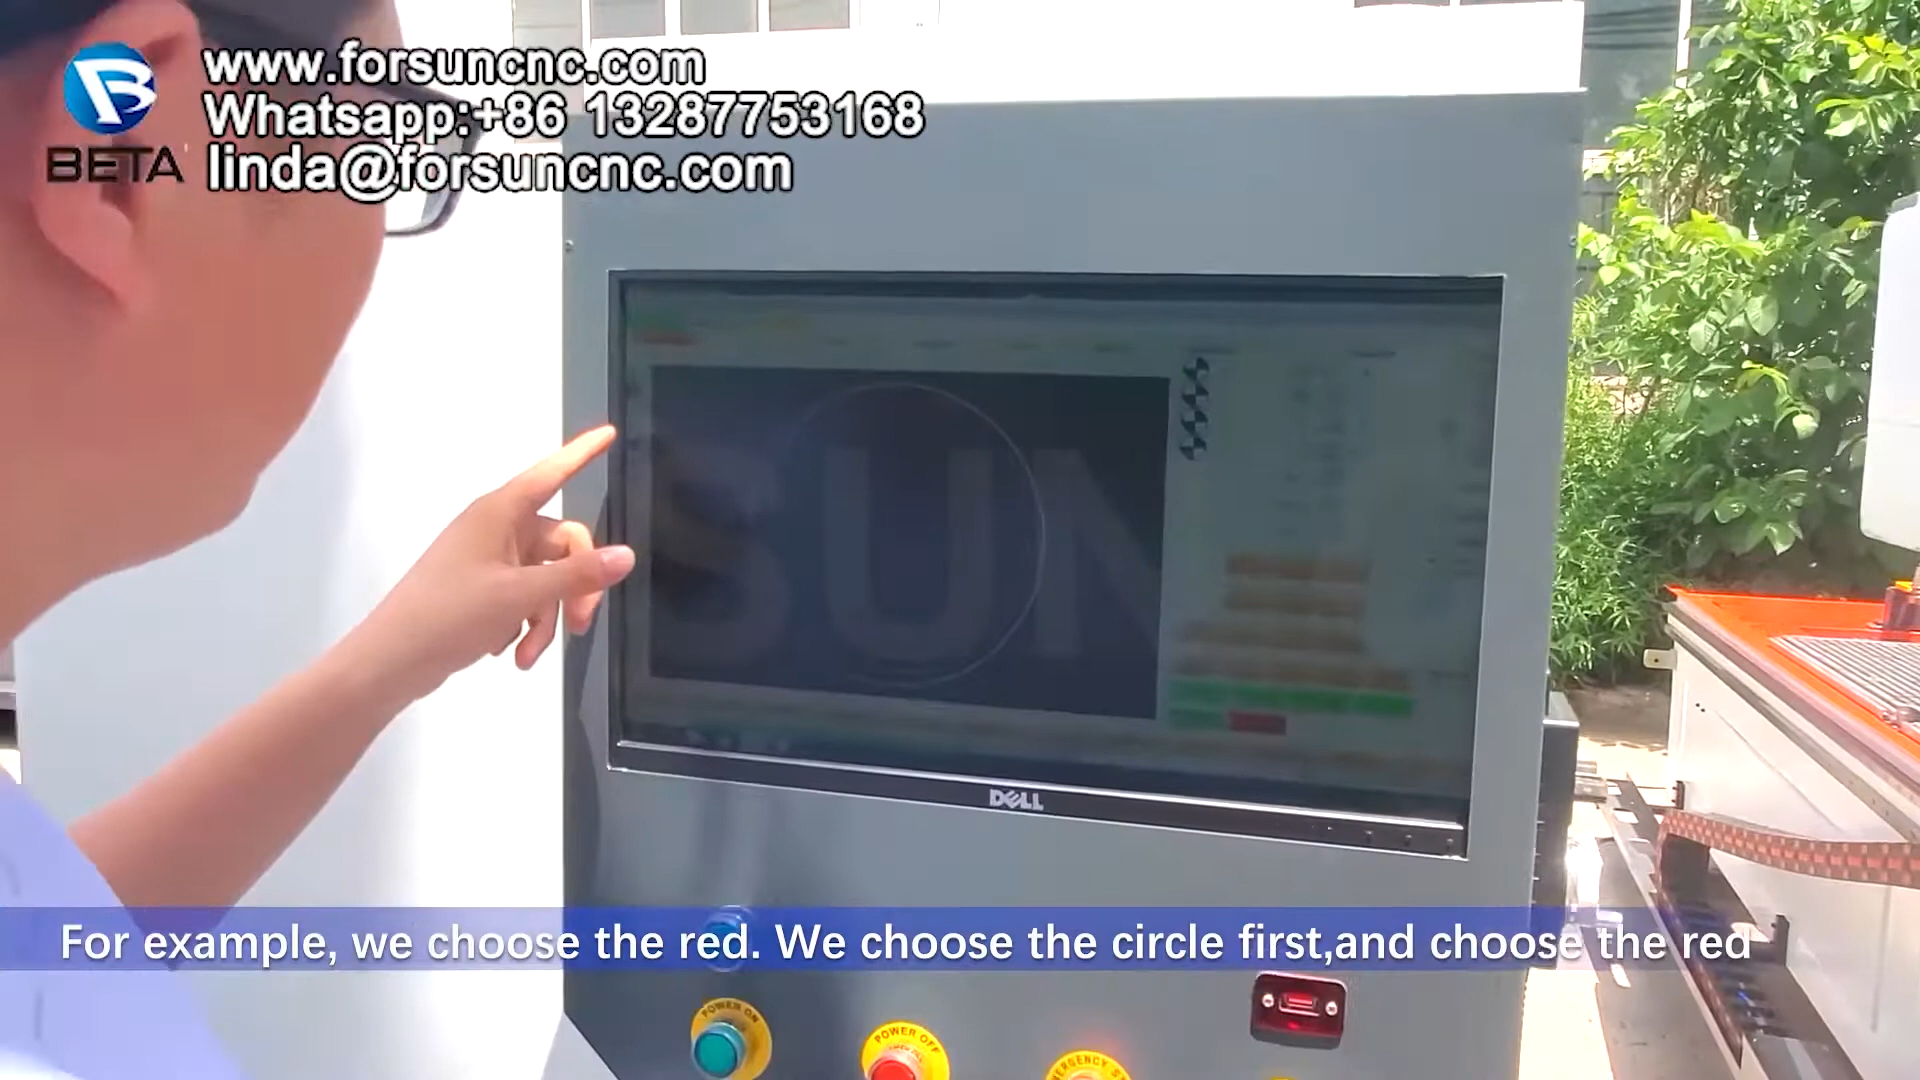 www.forsuncnc.com
Whatsapp:+86 13287753168
BETA
linda@forsuncnc.com
SUN
DELL
For example, we choose the red. We choose the circle first,and choose the red
POWER ON
POWER OFF